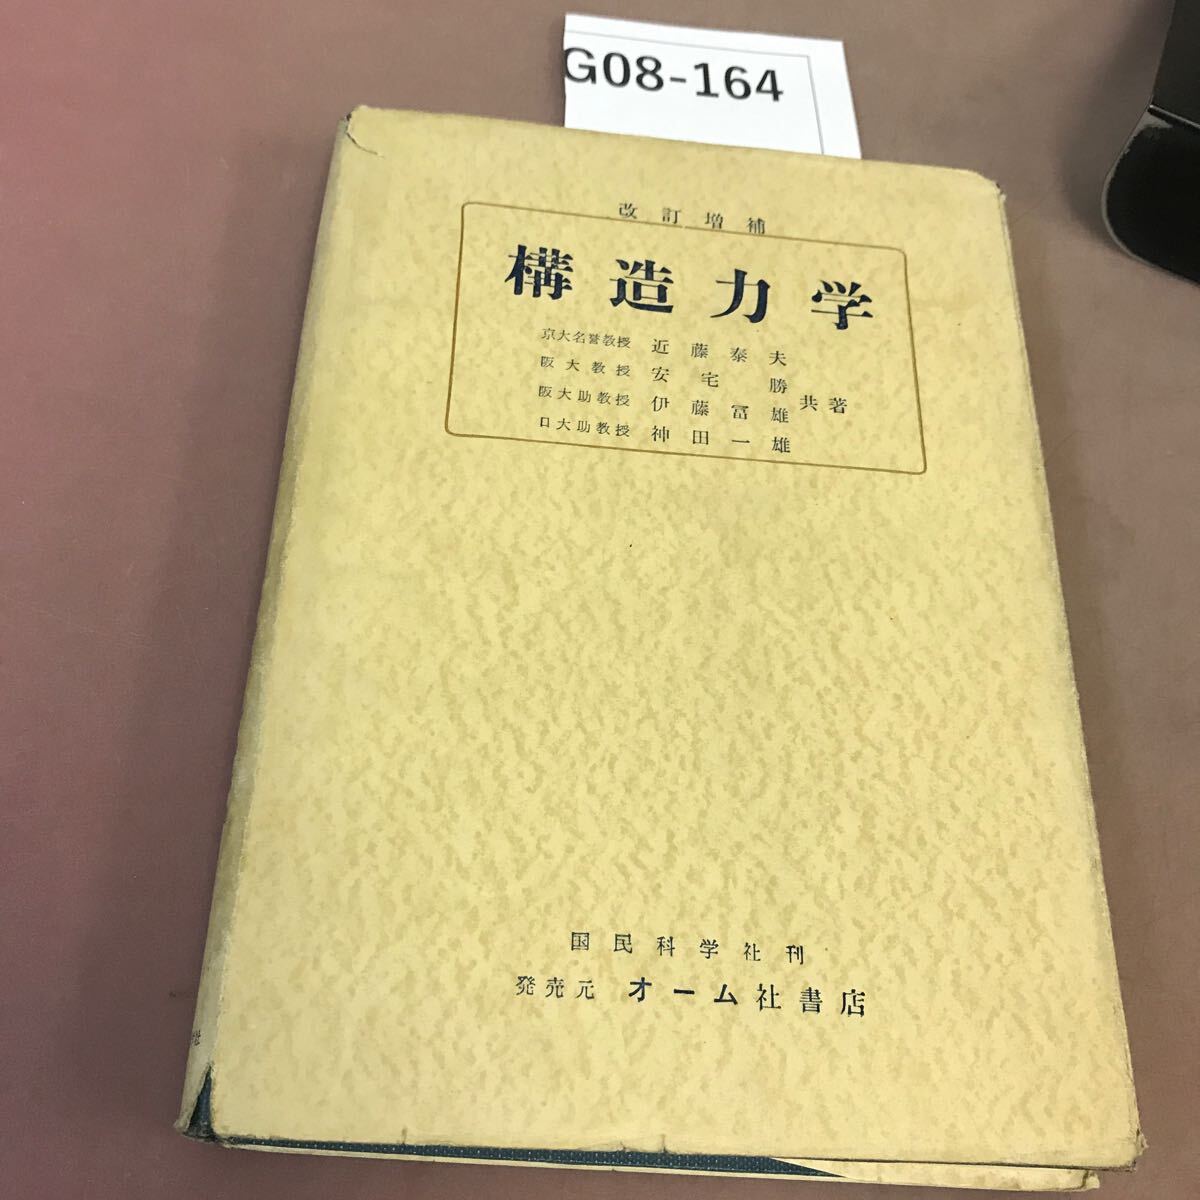 G08-164
改訂増補
構造力学
京大名誉教授 近藤泰夫
阪大教授 安宅勝
阪大助教授 伊藤冨雄 共著
日大助教授 神田一雄
国民科学社刊
発売元 オーム社書店
社